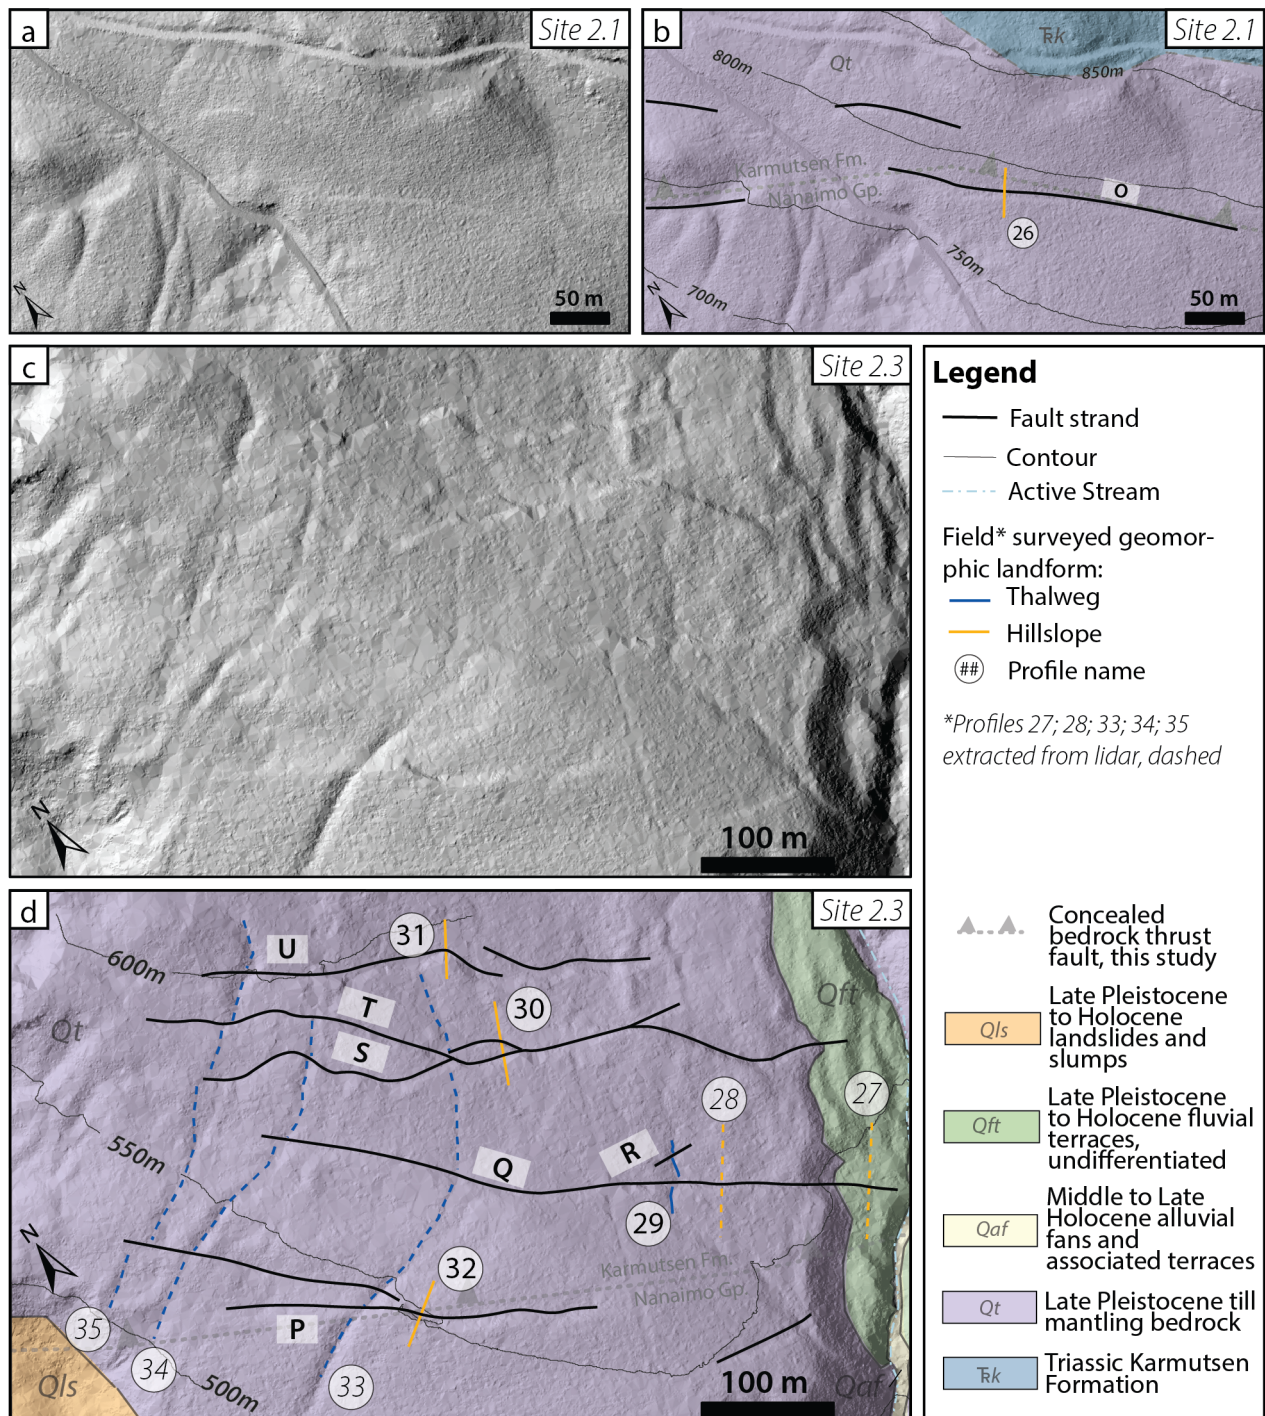 a
Site 2.1
N
50 m
b
Site 2.1
Ꞓk
800m
Qt
850m
Karmutsen Fm.
Nanaimo Gp.
O
26
750m
700m
N
50 m
c
Site 2.3
N
100 m
d
Site 2.3
31
U
600m
T
30
Qft
Qt
S
28
27
550m
R
Q
29
N
32
Karmutsen Fm.
Nanaimo Gp.
P
35
34
33
Qls
500m
100 m
Qaf
Legend
Fault strand
Contour
Active Stream
Field* surveyed geomor-
phic landform:
Thalweg
Hillslope
## Profile name
*Profiles 27; 28; 33; 34; 35
extracted from lidar, dashed
Concealed
bedrock thrust
fault, this study
Qls
Late Pleistocene
to Holocene
landslides and
slumps
Qft
Late Pleistocene
to Holocene fluvial
terraces,
undifferentiated
Qaf
Middle to Late
Holocene alluvial
fans and
associated terraces
Qt
Late Pleistocene till
mantling bedrock
Ꞓk
Triassic Karmutsen
Formation